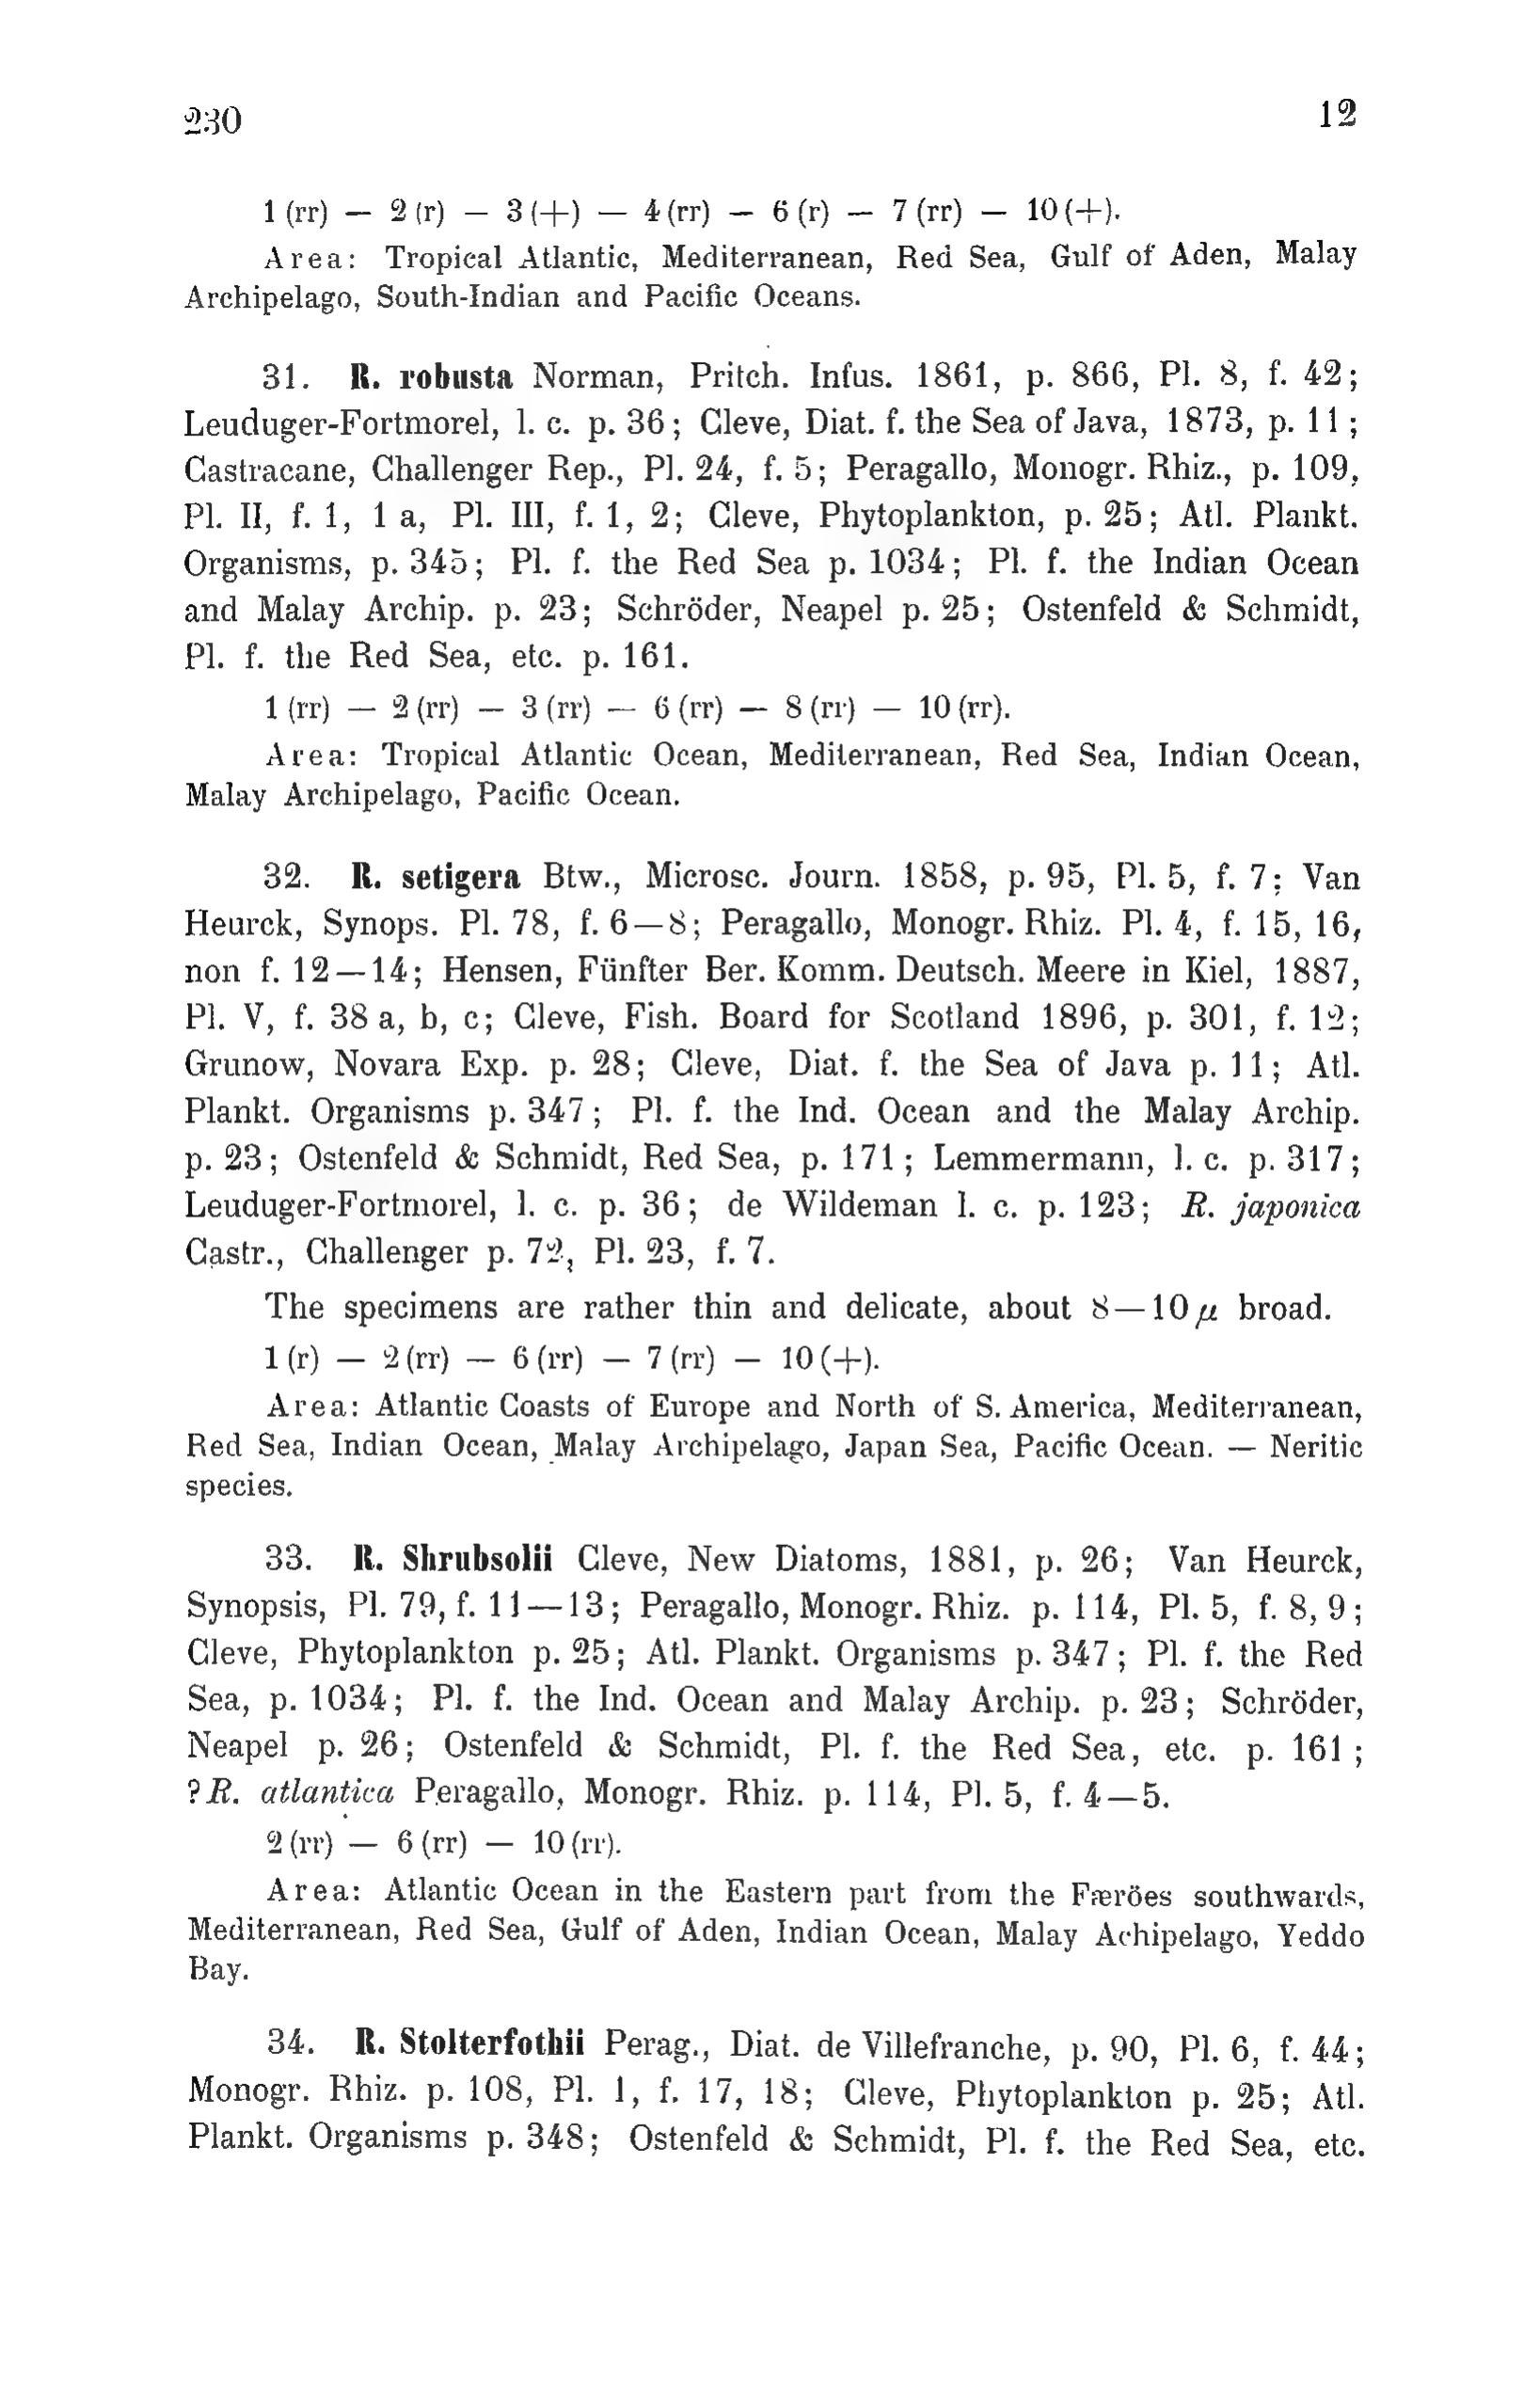 230 12
1 (rr) — 2 (r) — 3 (+) — 4 (rr) — 6 (r) — 7 (rr) — 10 (+).
Area: Tropical Atlantic, Mediterranean, Red Sea, Gulf of Aden, Malay
Archipelago, South-Indian and Pacific Oceans.
31. R. robusta Norman, Pritch. Infus. 1861, p. 866, Pl. 8, f. 42;
Leuduger-Fortmorel, l. c. p. 36; Cleve, Diat. f. the Sea of Java, 1873, p. 11;
Castracane, Challenger Rep., Pl. 24, f. 5; Peragallo, Monogr. Rhiz., p. 109,
Pl. II, f. 1, 1 a, Pl. III, f. 1, 2; Cleve, Phytoplankton, p. 25; Atl. Plankt.
Organisms, p. 345; Pl. f. the Red Sea p. 1034; Pl. f. the Indian Ocean
and Malay Archip. p. 23; Schröder, Neapel p. 25; Ostenfeld & Schmidt,
Pl. f. the Red Sea, etc. p. 161.
1 (rr) — 2 (rr) — 3 (rr) — 6 (rr) — 8 (rr) — 10 (rr).
Area: Tropical Atlantic Ocean, Mediterranean, Red Sea, Indian Ocean,
Malay Archipelago, Pacific Ocean.
32. R. setigera Btw., Microsc. Journ. 1858, p. 95, Pl. 5, f. 7; Van
Heurck, Synops. Pl. 78, f. 6—8; Peragallo, Monogr. Rhiz. Pl. 4, f. 15, 16,
non f. 12—14; Hensen, Fünfter Ber. Komm. Deutsch. Meere in Kiel, 1887,
Pl. V, f. 38 a, b, c; Cleve, Fish. Board for Scotland 1896, p. 301, f. 12;
Grunow, Novara Exp. p. 28; Cleve, Diat. f. the Sea of Java p. 11; Atl.
Plankt. Organisms p. 347; Pl. f. the Ind. Ocean and the Malay Archip.
p. 23; Ostenfeld & Schmidt, Red Sea, p. 171; Lemmermann, l. c. p. 317;
Leuduger-Fortmorel, l. c. p. 36; de Wildeman l. c. p. 123; R. japonica
Castr., Challenger p. 72, Pl. 23, f. 7.
The specimens are rather thin and delicate, about 8—10 μ broad.
1 (r) — 2 (rr) — 6 (rr) — 7 (rr) — 10 (+).
Area: Atlantic Coasts of Europe and North of S. America, Mediterranean,
Red Sea, Indian Ocean, Malay Archipelago, Japan Sea, Pacific Ocean. — Neritic
species.
33. R. Shrubsolii Cleve, New Diatoms, 1881, p. 26; Van Heurck,
Synopsis, Pl. 79, f. 11—13; Peragallo, Monogr. Rhiz. p. 114, Pl. 5, f. 8, 9;
Cleve, Phytoplankton p. 25; Atl. Plankt. Organisms p. 347; Pl. f. the Red
Sea, p. 1034; Pl. f. the Ind. Ocean and Malay Archip. p. 23; Schröder,
Neapel p. 26; Ostenfeld & Schmidt, Pl. f. the Red Sea, etc. p. 161;
?R. atlantica Peragallo, Monogr. Rhiz. p. 114, Pl. 5, f. 4—5.
2 (rr) — 6 (rr) — 10 (rr).
Area: Atlantic Ocean in the Eastern part from the Færöes southwards,
Mediterranean, Red Sea, Gulf of Aden, Indian Ocean, Malay Achipelago, Yeddo
Bay.
34. R. Stolterfothii Perag., Diat. de Villefranche, p. 90, Pl. 6, f. 44;
Monogr. Rhiz. p. 108, Pl. 1, f. 17, 18; Cleve, Phytoplankton p. 25; Atl.
Plankt. Organisms p. 348; Ostenfeld & Schmidt, Pl. f. the Red Sea, etc.